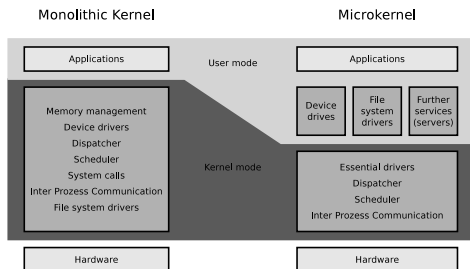 Monolithic Kernel
Microkernel
Applications
User mode
Applications
Memory management
Device drivers
Dispatcher
Scheduler
System calls
Inter Prozess Communication
File system drivers
Kernel mode
Device
drives
File
system
drivers
Further
services
(servers)
Essential drivers
Dispatcher
Scheduler
Inter Prozess Communication
Hardware
Hardware